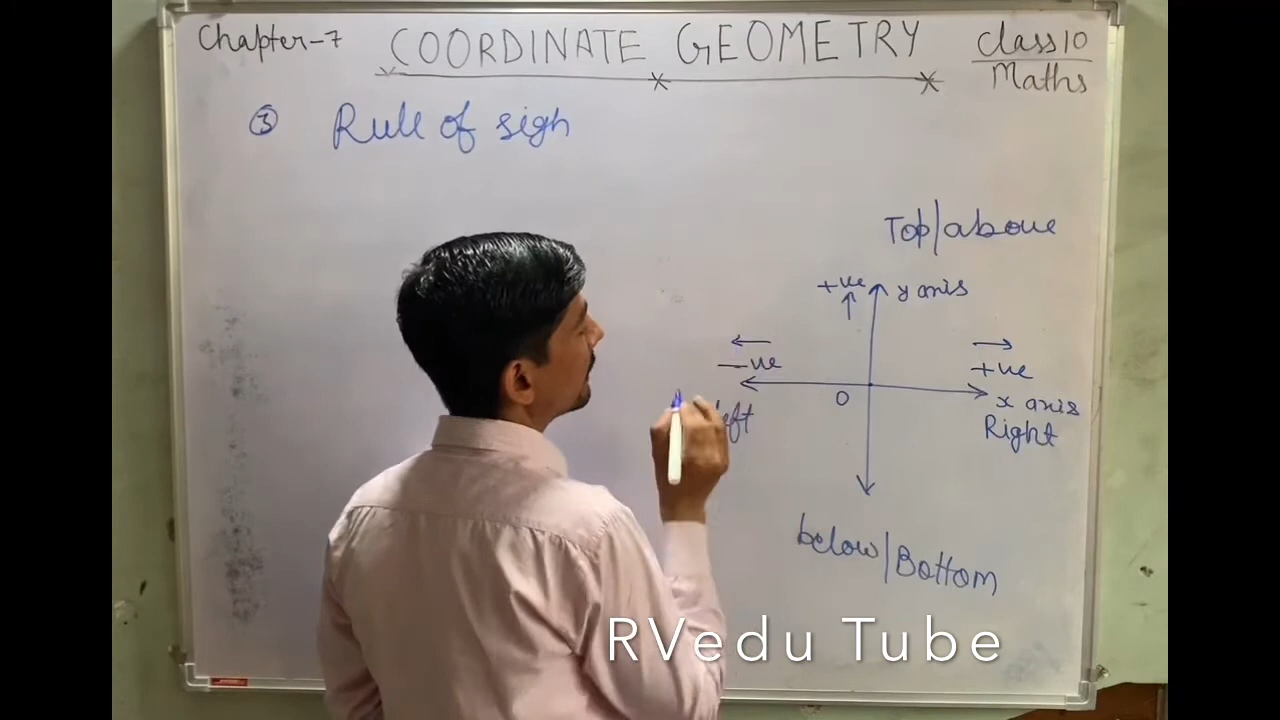 Chapter-7 COORDINATE GEOMETRY Class 10
Maths
③ Rule of sign
Top/above
+ve y axis
-ve +ve
0 x axis
left Right
below/Bottom
RVedu Tube